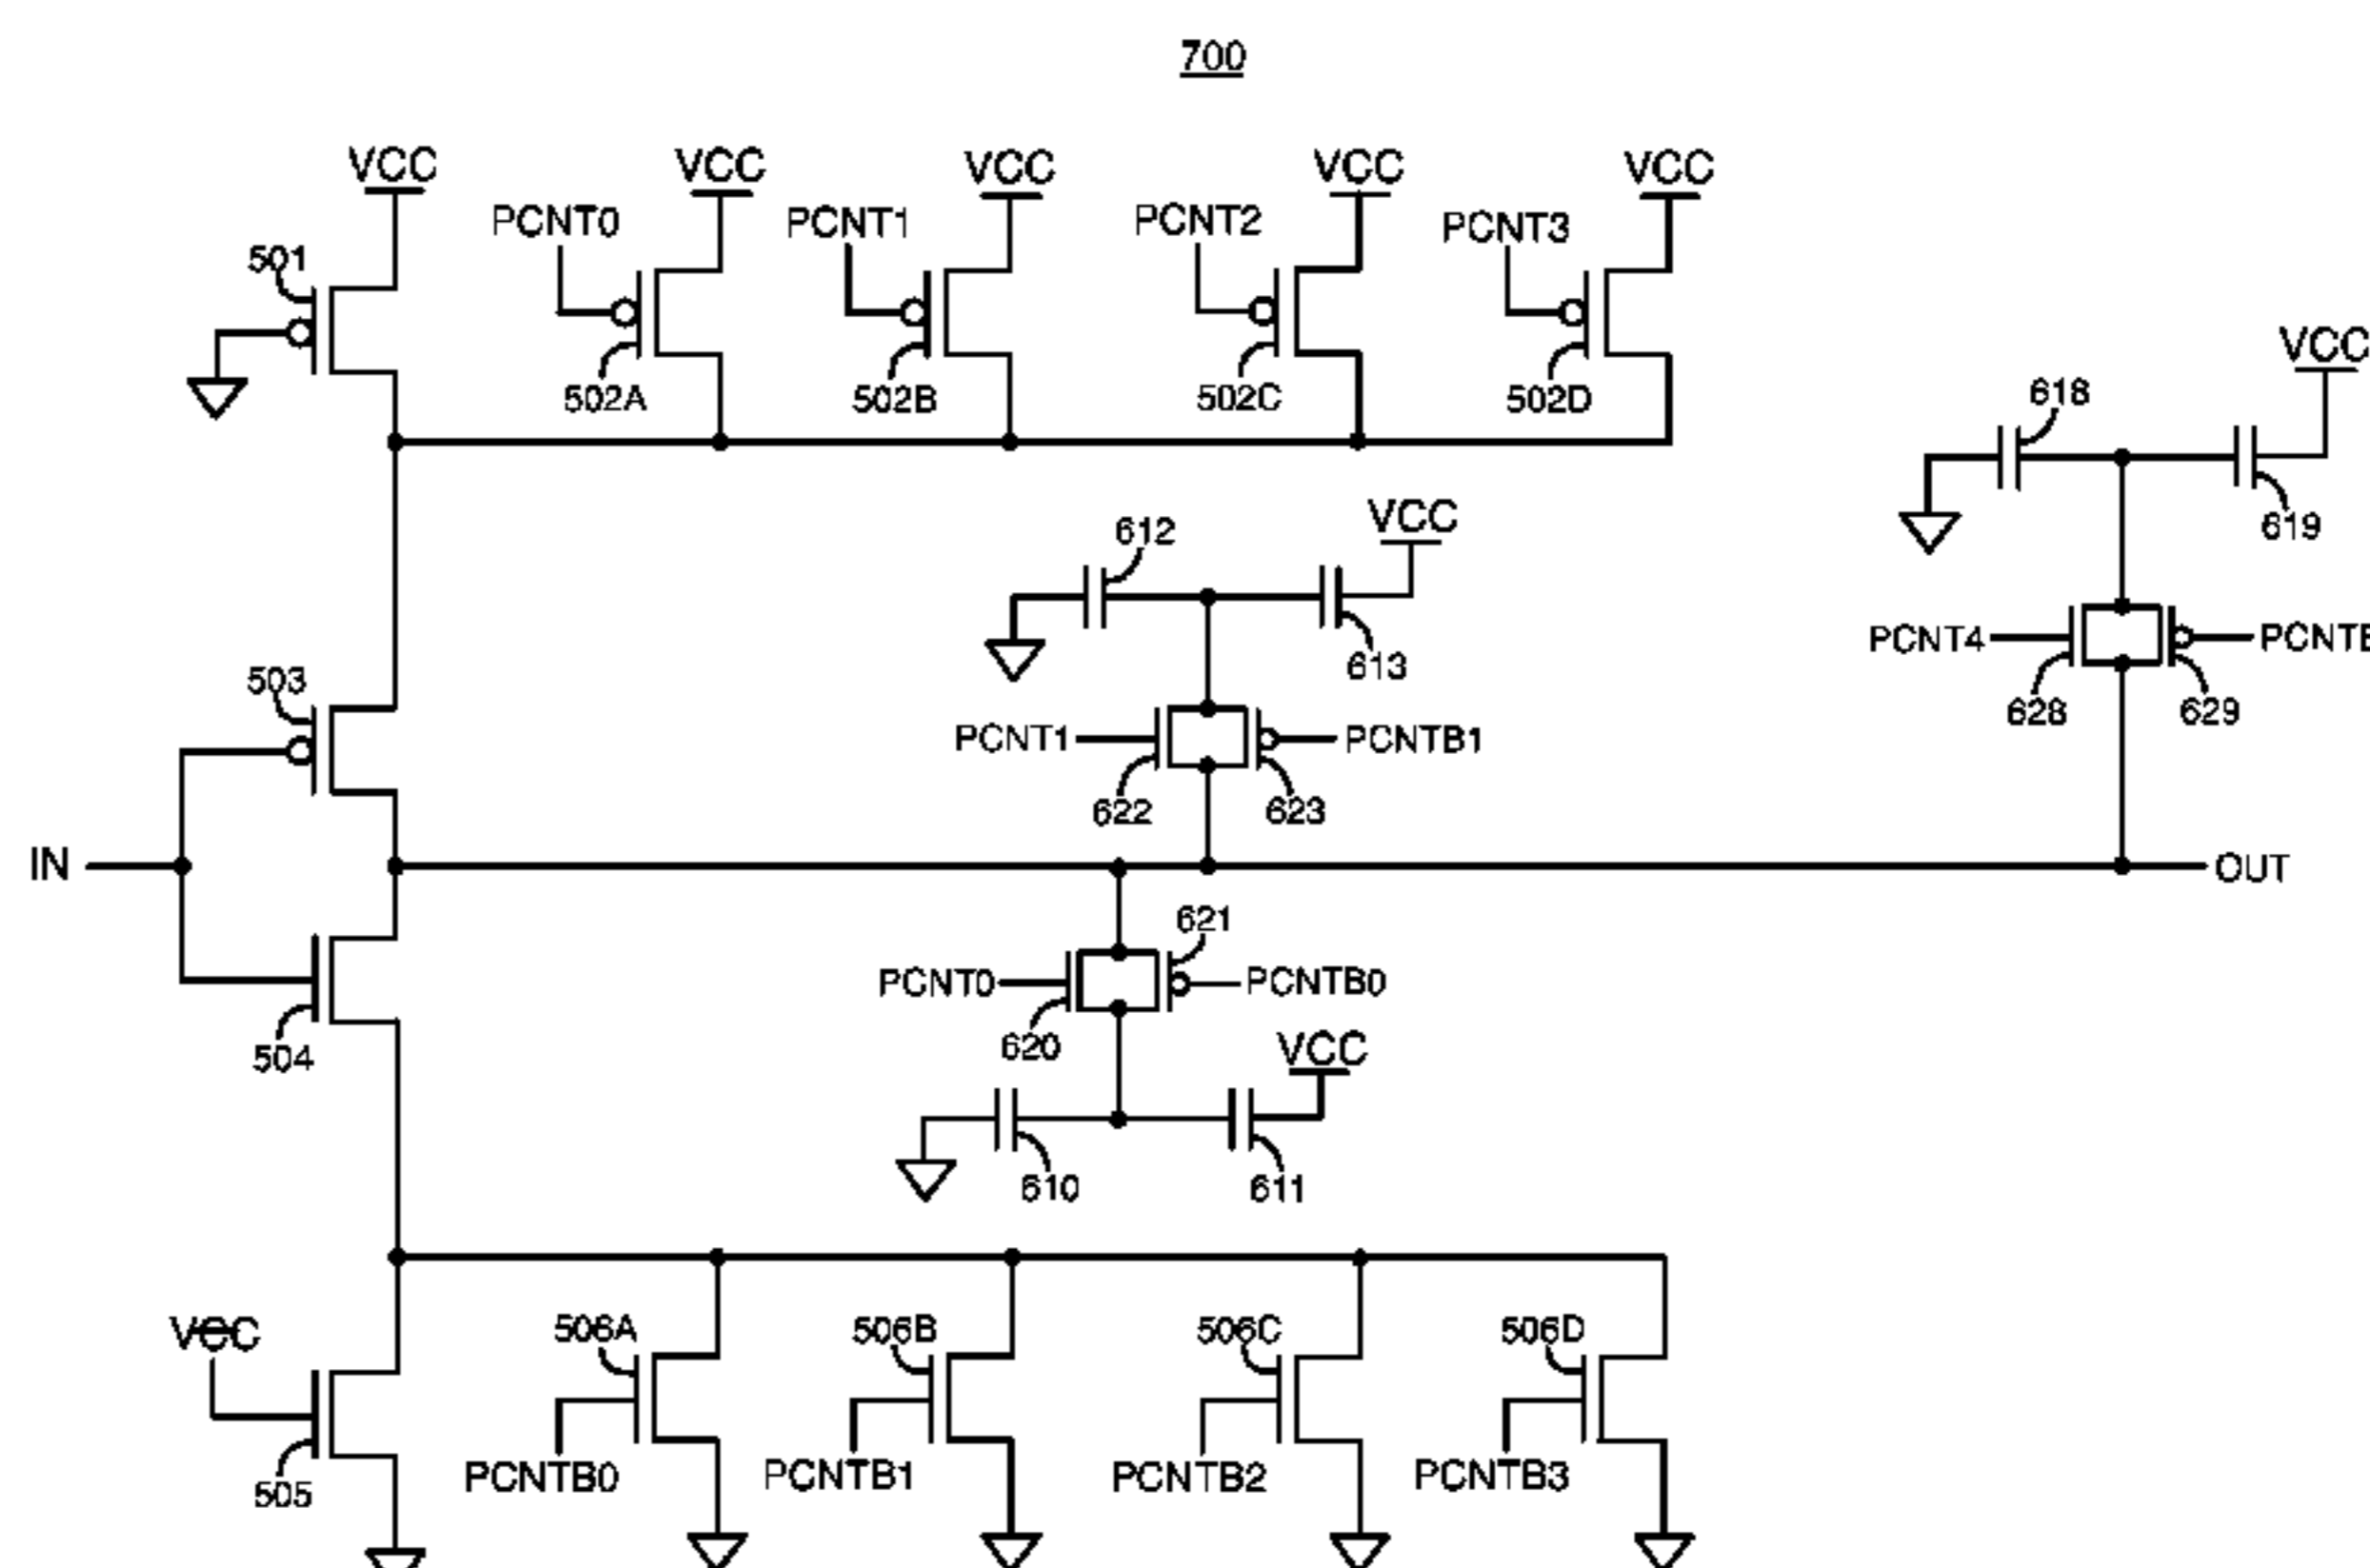 700
VCC
VCC
VCC
VCC
VCC
PCNT0
PCNT1
PCNT2
PCNT3
501
502A
502B
502C
502D
VCC
618
619
612
VCC
613
PCNT4
628
629
503
PCNT1
PCNTB1
622
623
IN
OUT
621
PCNT0
PCNTB0
620
504
VCC
610
611
VCC
506A
506B
506C
506D
505
PCNTB0
PCNTB1
PCNTB2
PCNTB3